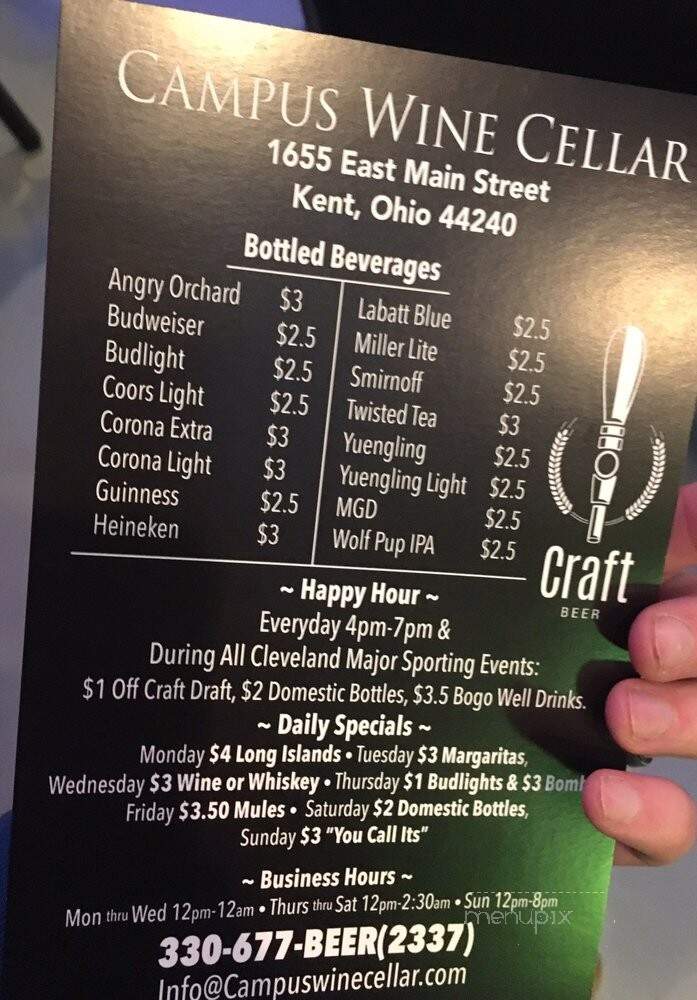 CAMPUS WINE CELLAR
1655 East Main Street
Kent, Ohio 44240
Bottled Beverages
Angry Orchard $3
Budweiser $2.5
Budlight $2.5
Coors Light $2.5
Corona Extra $3
Corona Light $3
Guinness $2.5
Heineken $3
Labatt Blue $2.5
Miller Lite $2.5
Smirnoff $2.5
Twisted Tea $3
Yuengling $2.5
Yuengling Light $2.5
MGD $2.5
Wolf Pup IPA $2.5
Craft
BEER
~ Happy Hour ~
Everyday 4pm-7pm &
During All Cleveland Major Sporting Events:
$1 Off Craft Draft, $2 Domestic Bottles, $3.5 Bogo Well Drinks.
~ Daily Specials ~
Monday $4 Long Islands • Tuesday $3 Margaritas,
Wednesday $3 Wine or Whiskey • Thursday $1 Budlights & $3
Friday $3.50 Mules • Saturday $2 Domestic Bottles,
Sunday $3 "You Call Its"
~ Business Hours ~
Mon thru Wed 12pm-12am • Thurs thru Sat 12pm-2:30am • Sun 12pm-8pm
menupix
330-677-BEER(2337)
Info@Campuswinecellar.com